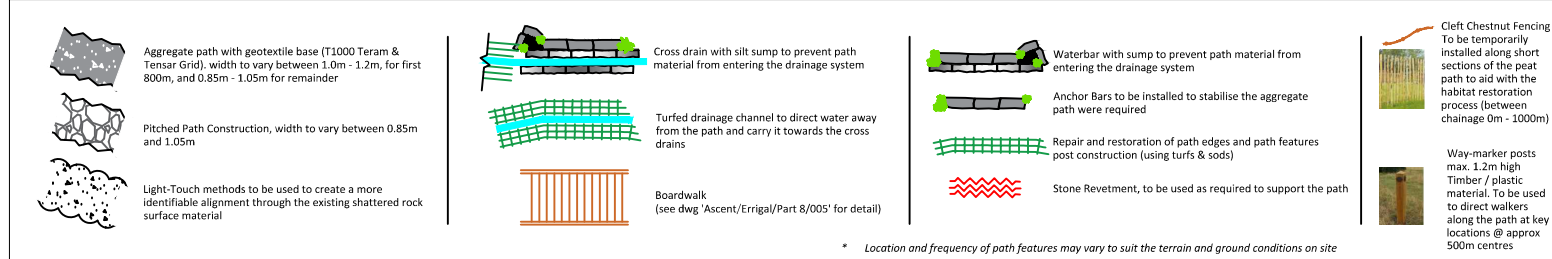 Aggregate path with geotextile base (T1000 Teram &
Tensar Grid). width to vary between 1.0m - 1.2m, for first
800m, and 0.85m - 1.05m for remainder
Pitched Path Construction, width to vary between 0.85m
and 1.05m
Light-Touch methods to be used to create a more
identifiable alignment through the existing shattered rock
surface material
Cross drain with silt sump to prevent path
material from entering the drainage system
Turfed drainage channel to direct water away
from the path and carry it towards the cross
drains
Boardwalk
(see dwg 'Ascent/Errigal/Part 8/005' for detail)
Waterbar with sump to prevent path material from
entering the drainage system
Anchor Bars to be installed to stabilise the aggregate
path were required
Repair and restoration of path edges and path features
post construction (using turfs & sods)
Stone Revetment, to be used as required to support the path
* Location and frequency of path features may vary to suit the terrain and ground conditions on site
Cleft Chestnut Fencing
To be temporarily
installed along short
sections of the peat
path to aid with the
habitat restoration
process (between
chainage 0m - 1000m)
Way-marker posts
max. 1.2m high
Timber / plastic
material. To be used
to direct walkers
along the path at key
locations @ approx
500m centres